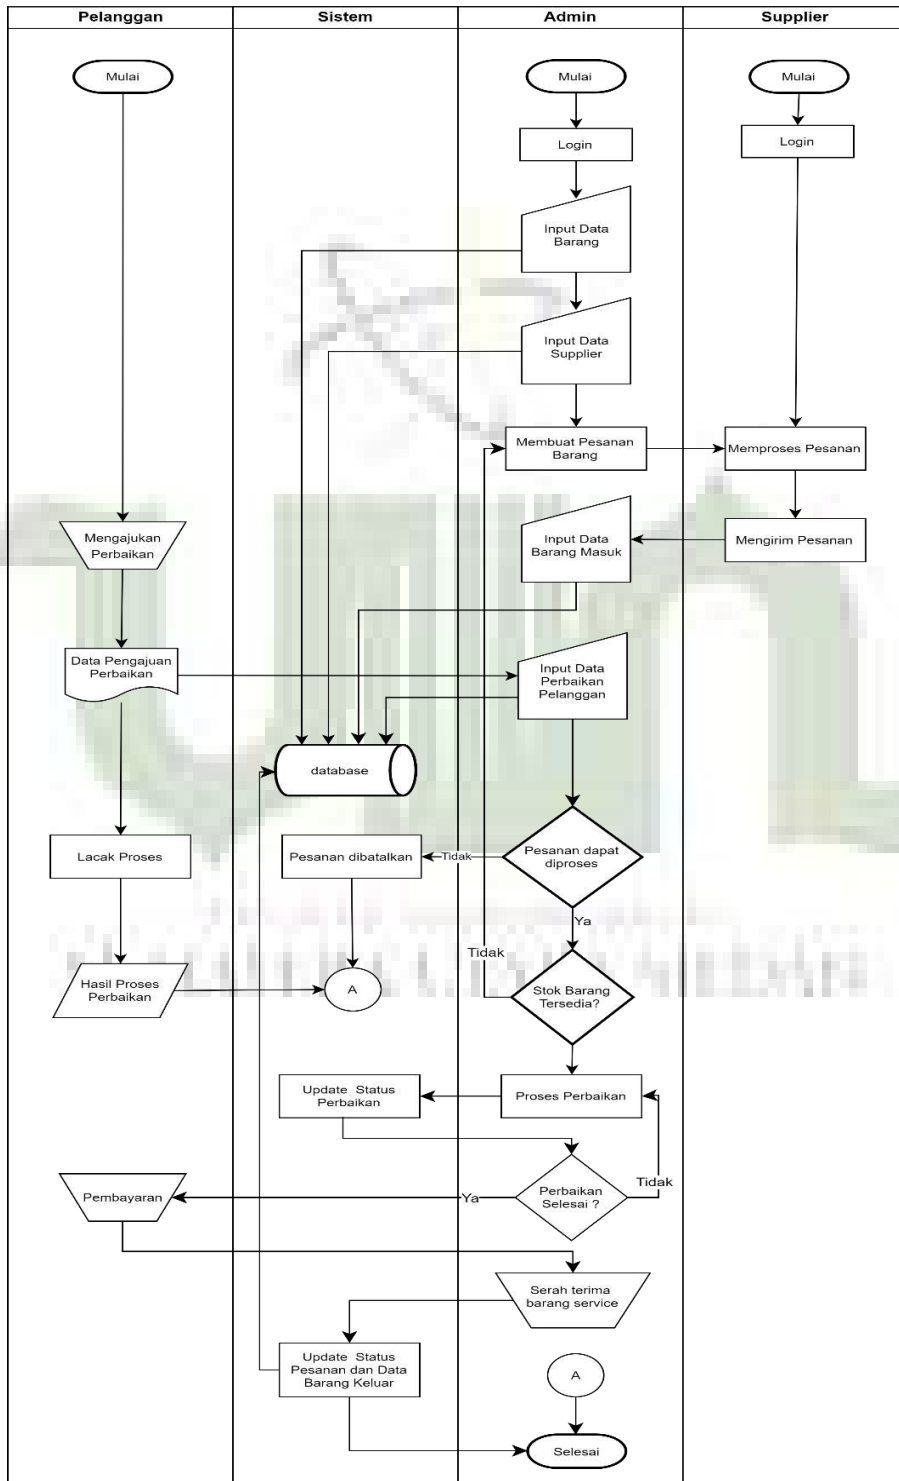 Pelanggan
Sistem
Admin
Supplier
Mulai
Mulai
Mulai
Login
Login
Input Data
Barang
Input Data
Supplier
Membuat Pesanan
Barang
Memproses Pesanan
Mengajukan
Perbaikan
Input Data
Barang Masuk
Mengirim Pesanan
Data Pengajuan
Perbaikan
Input Data
Perbaikan
Pelanggan
database
Lacak Proses
Pesanan dibatalkan
Tidak
Pesanan dapat
diproses
Ya
Tidak
Hasil Proses
Perbaikan
A
Stok Barang
Tersedia?
Update Status
Perbaikan
Proses Perbaikan
Pembayaran
Ya
Perbaikan
Selesai ?
Tidak
Serah terima
barang service
Update Status
Pesanan dan Data
Barang Keluar
A
Selesai